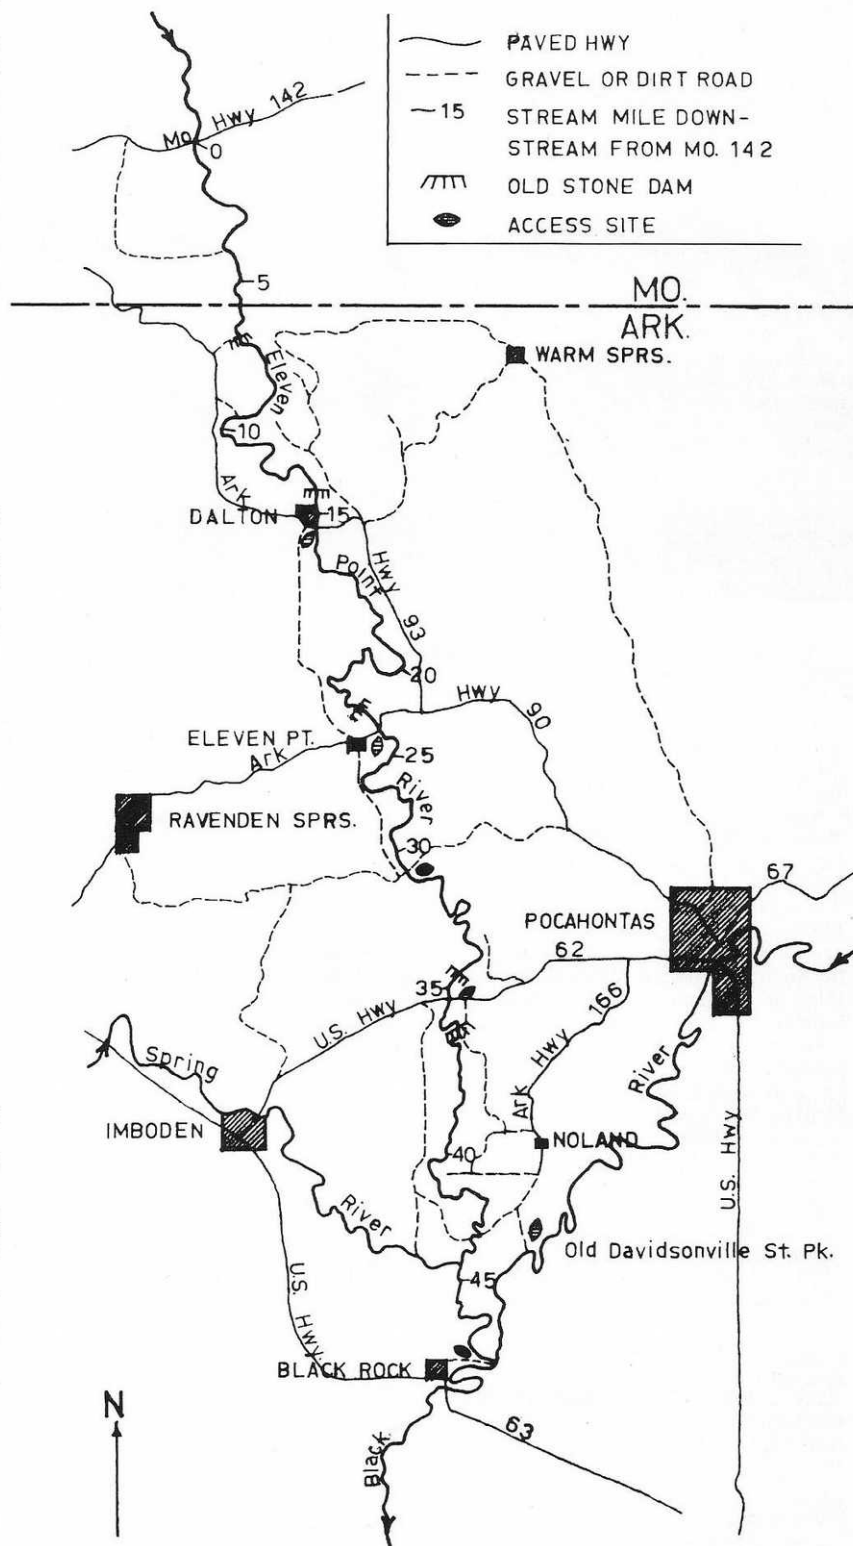 PAVED HWY
GRAVEL OR DIRT ROAD
15 STREAM MILE DOWN-
STREAM FROM MO. 142
OLD STONE DAM
ACCESS SITE
Mo. Hwy 142
0
5
MO.
ARK.
WARM SPRS.
Eleven
10
Ark
DALTON
15
Point
Hwy
93
20
Hwy
90
ELEVEN PT.
Ark
25
River
RAVENDEN SPRS.
30
67
POCAHONTAS
62
35
U.S. Hwy
Ark Hwy 166
River
Spring
IMBODEN
NOLAND
40
U.S. Hwy
River
Old Davidsonville St. Pk.
45
U.S. Hwy.
BLACK ROCK
N
63
Black